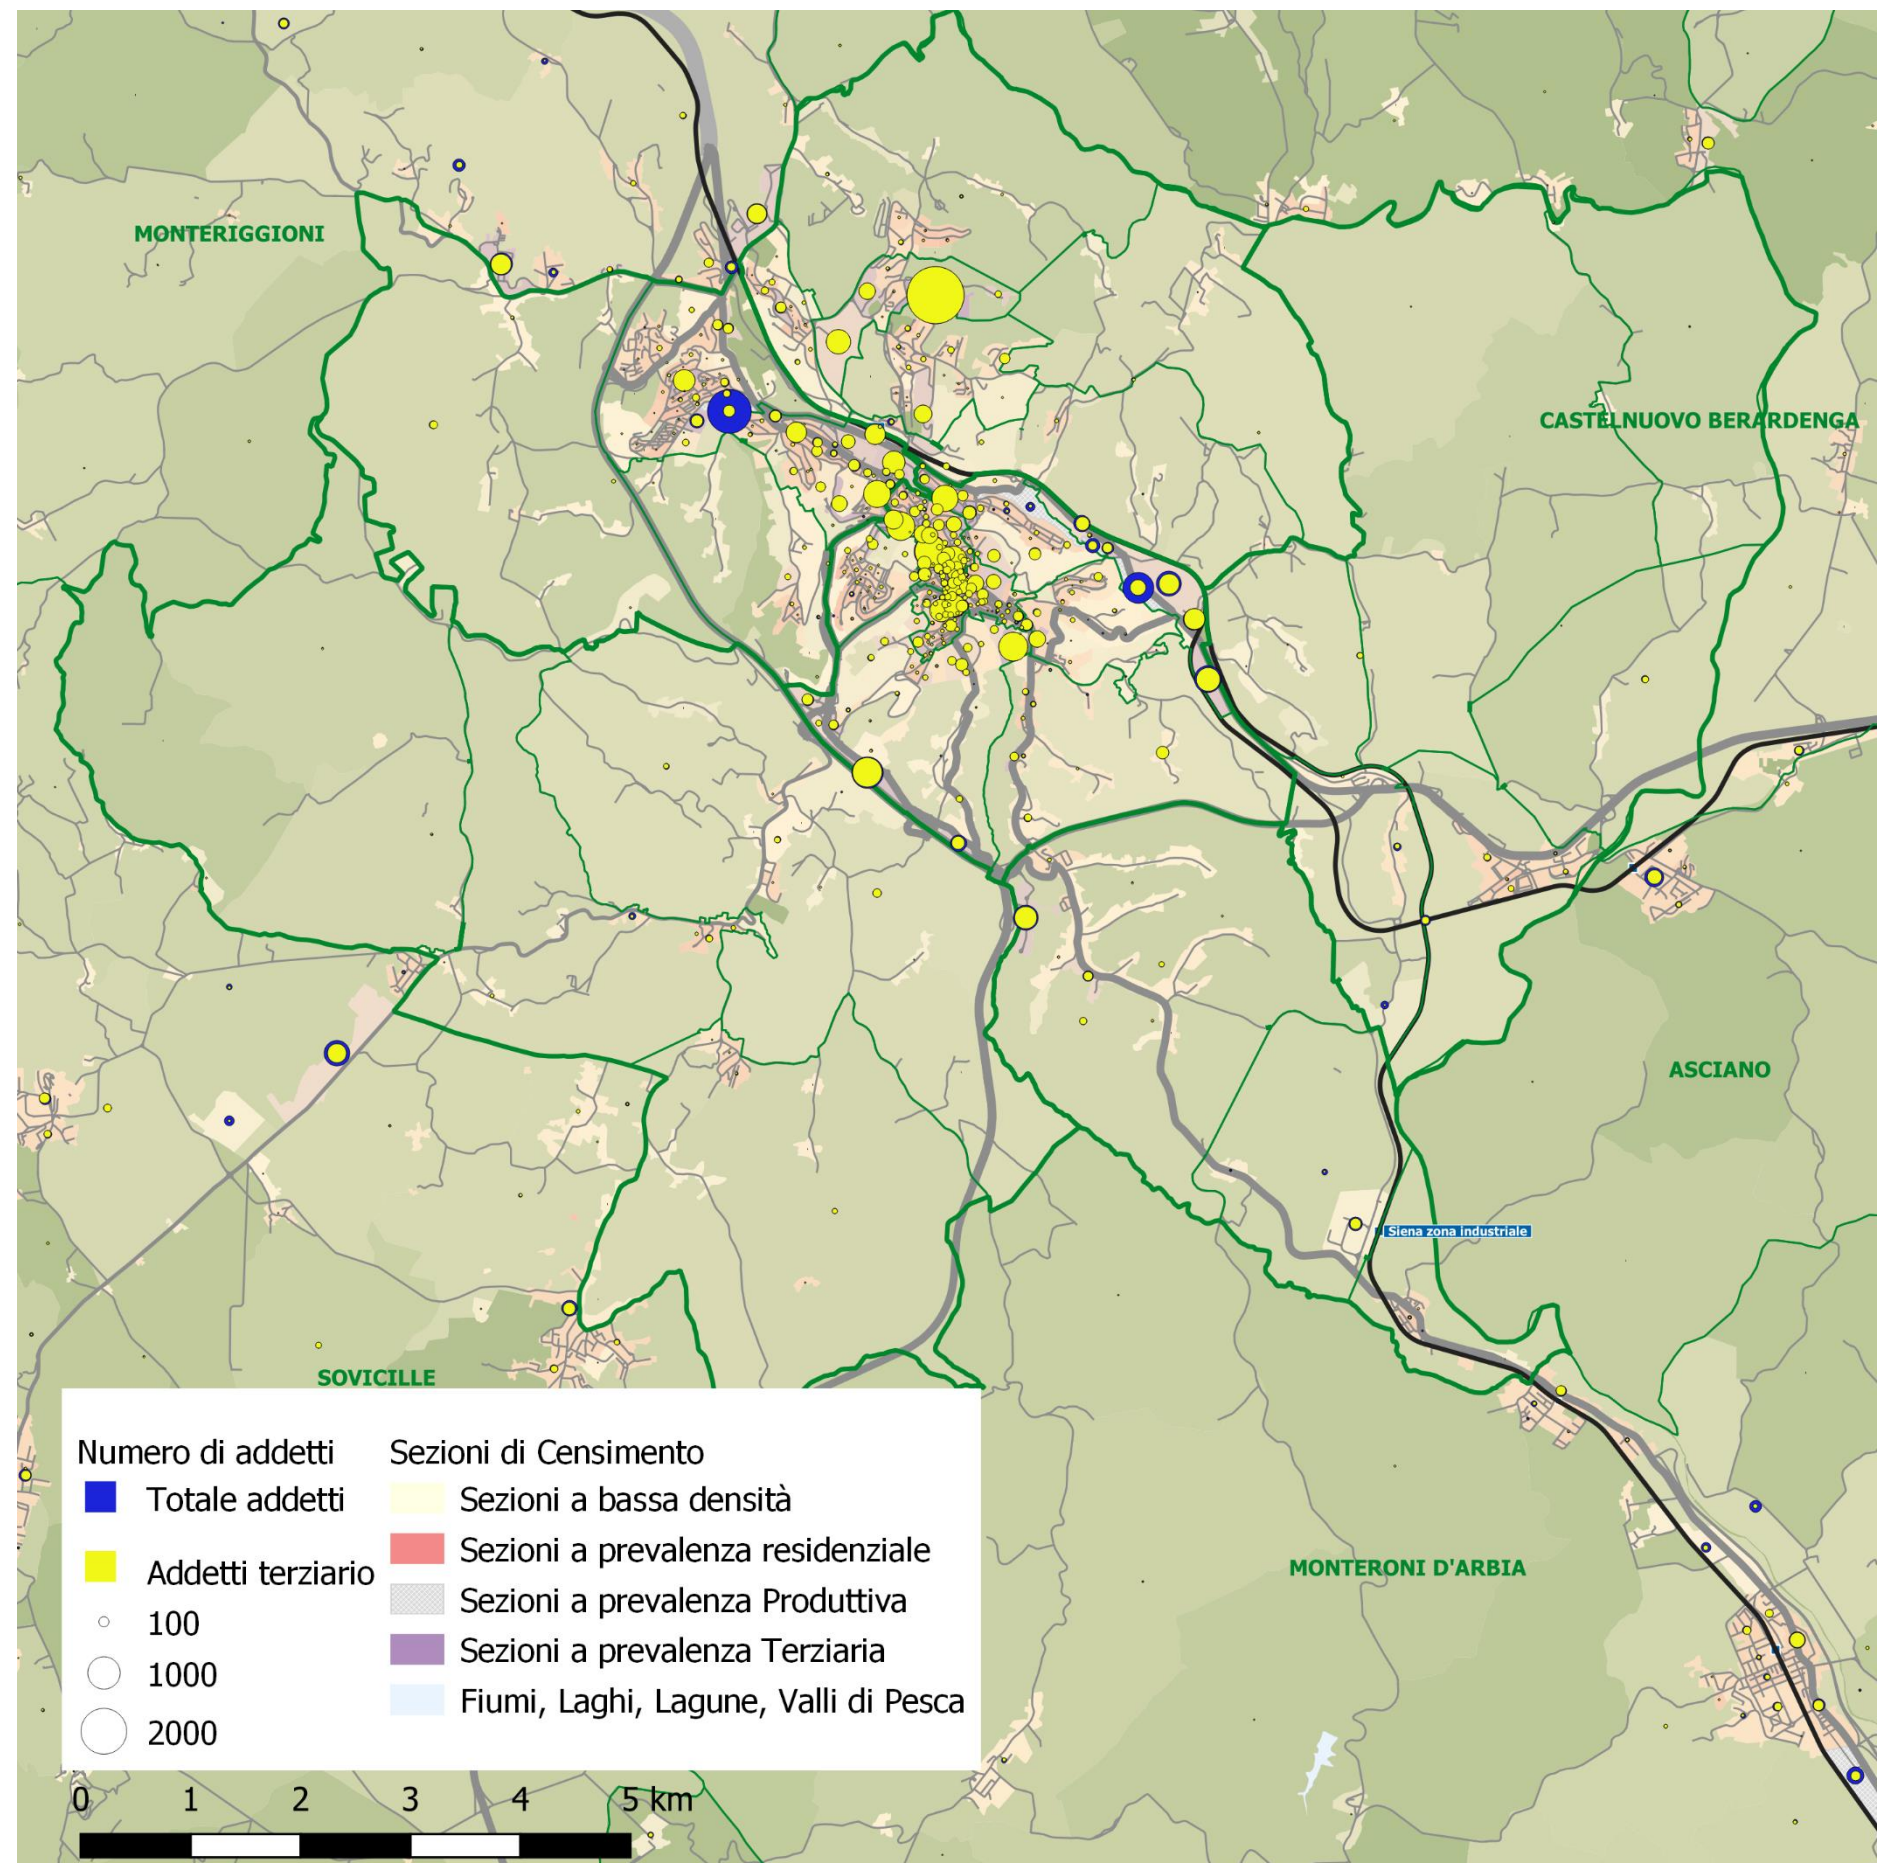 MONTERIGGIONI
CASTELNUOVO BERARDENGA
ASCIANO
Siena zona industriale
SOVICILLE
MONTERONI D'ARBIA
Numero di addetti
Totale addetti
Addetti terziario
100
1000
2000
Sezioni di Censimento
Sezioni a bassa densità
Sezioni a prevalenza residenziale
Sezioni a prevalenza Produttiva
Sezioni a prevalenza Terziaria
Fiumi, Laghi, Lagune, Valli di Pesca
0 1 2 3 4 5 km